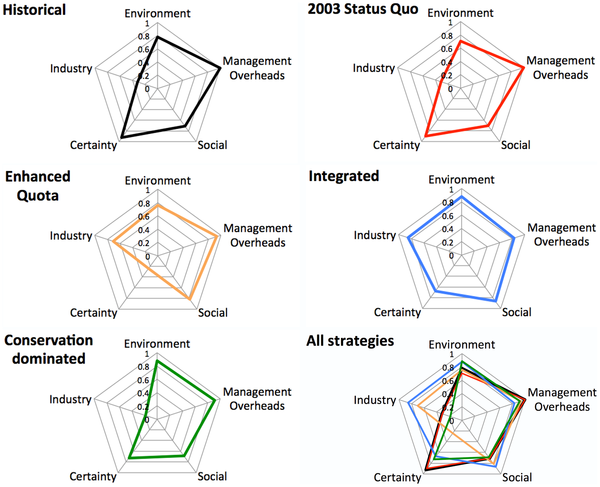 Historical
Environment
1
0.8
0.6
0.4
0.2
0
Industry
Management
Overheads
Certainty
Social
2003 Status Quo
Environment
1
0.8
0.6
0.4
0.2
0
Industry
Management
Overheads
Certainty
Social
Enhanced
Quota
Environment
1
0.8
0.6
0.4
0.2
0
Industry
Management
Overheads
Certainty
Social
Integrated
Environment
1
0.8
0.6
0.4
0.2
0
Industry
Management
Overheads
Certainty
Social
Conservation
dominated
Environment
1
0.8
0.6
0.4
0.2
0
Industry
Management
Overheads
Certainty
Social
All strategies
Environment
1
0.8
0.6
0.4
0.2
0
Industry
Management
Overheads
Certainty
Social